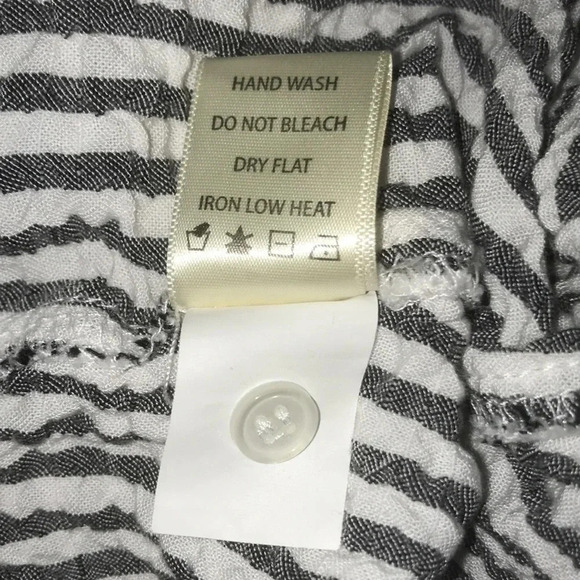 HAND WASH
DO NOT BLEACH
DRY FLAT
IRON LOW HEAT